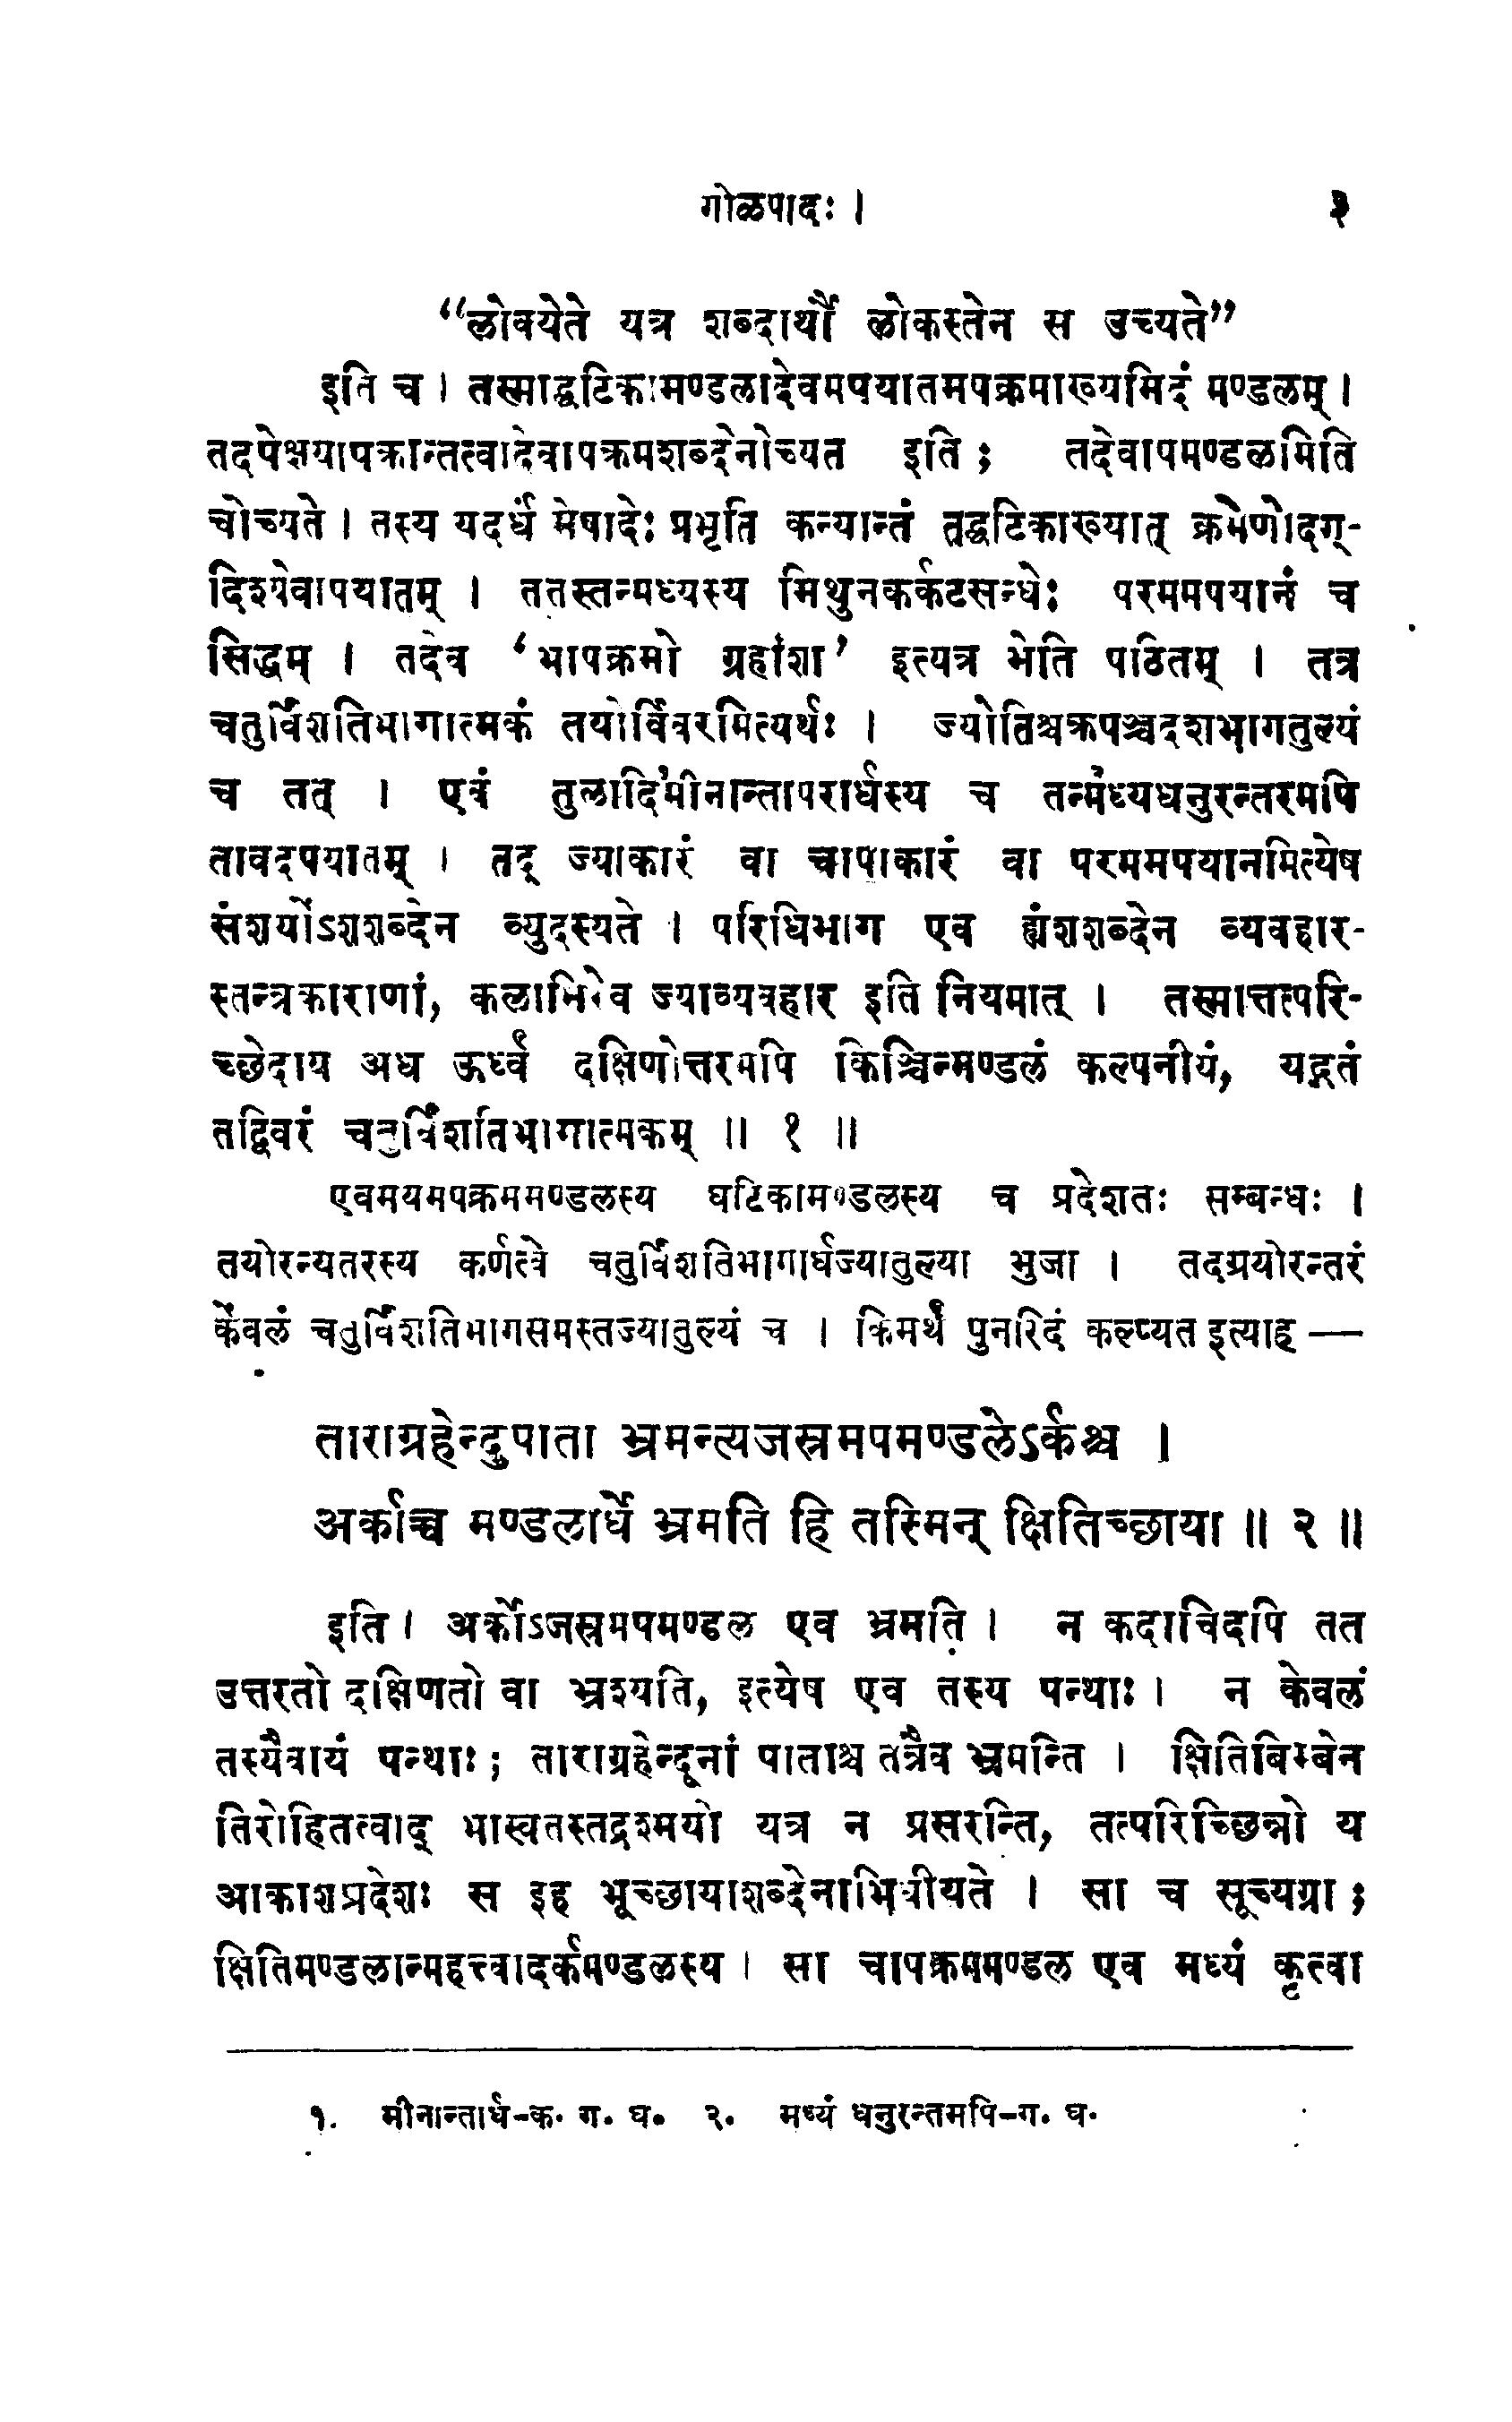 गोळपादः ।
३
“लोक्येते यत्र शब्दार्थौ लोकस्तेन स उच्यते”
इति च । तस्माद्घटिकामण्डलादेवमपयातमपक्रमाख्यमिदं मण्डलम् ।
तदपेक्षयापक्रान्तत्वादेवापक्रमशब्देनोच्यत इति ; तदेवापमण्डलमिति
चोच्यते । तस्य यदर्धं मेषादेः प्रभृति कन्यान्तं तद्घटिकाख्यात् क्रमेणोदग्-
दिश्येवापयातम् । ततस्तन्मध्यस्य मिथुनकर्कटसन्धेः परममपयानं च
सिद्धम् । तदेव ‘भापक्रमो ग्रहांशा’ इत्यत्र भेति पठितम् । तत्र
चतुर्विंशतिभागात्मकं तयोर्विवरमित्यर्थः । ज्योतिश्चक्रपञ्चदशभागतुल्यं
च तत् । एवं तुलादिमीनान्तापरार्धस्य च तन्मध्यधनुरन्तरमपि
तावदपयातम् । तद् ज्याकारं वा चापाकारं वा परममपयानमित्येष
संशयोंऽशशब्देन व्युदस्यते । परिधिभाग एव ह्यंशशब्देन व्यवहार-
स्तन्त्रकाराणां, कलाभिरेव ज्याव्यवहार इति नियमात् । तस्मात्तत्परि-
च्छेदाय अध ऊर्ध्वं दक्षिणोत्तरमपि किञ्चिन्मण्डलं कल्पनीयं, यद्गतं
तद्विवरं चतुर्विंशतिभागात्मकम् ॥ १ ॥
एवमयमपक्रममण्डलस्य घटिकामण्डलस्य च प्रदेशतः सम्बन्धः ।
तयोरन्यतरस्य कर्णत्वे चतुर्विंशतिभागार्धज्यातुल्या भुजा । तदग्रयोरन्तरं
केवलं चतुर्विंशतिभागसमस्तज्यातुल्यं च । किमर्थं पुनरिदं कल्प्यत इत्याह —
ताराग्रहेन्दुपाता भ्रमन्त्यजस्रमपमण्डलेऽर्कश्च ।
अर्काच्च मण्डलार्धे भ्रमति हि तस्मिन् क्षितिच्छाया ॥ २ ॥
इति । अर्कोऽजस्रमपमण्डल एव भ्रमति । न कदाचिदपि तत
उत्तरतो दक्षिणतो वा भ्रश्यति, इत्येष एव तस्य पन्थाः । न केवलं
तस्यैवायं पन्थाः ; ताराग्रहेन्दूनां पाताश्च तत्रैव भ्रमन्ति । क्षितिबिम्बेन
तिरोहितत्वाद् भास्वतस्तद्रश्मयो यत्र न प्रसरन्ति, तत्परिच्छिन्नो य
आकाशप्रदेशः स इह भूच्छायाशब्देनाभिधीयते । सा च सूच्यग्रा ;
क्षितिमण्डलान्महत्त्वादर्कमण्डलस्य । सा चापक्रममण्डल एव मध्यं कृत्वा
१. मीनान्तार्ध-क. ग. घ. २. मध्यं धनुरन्तमपि-ग. घ.